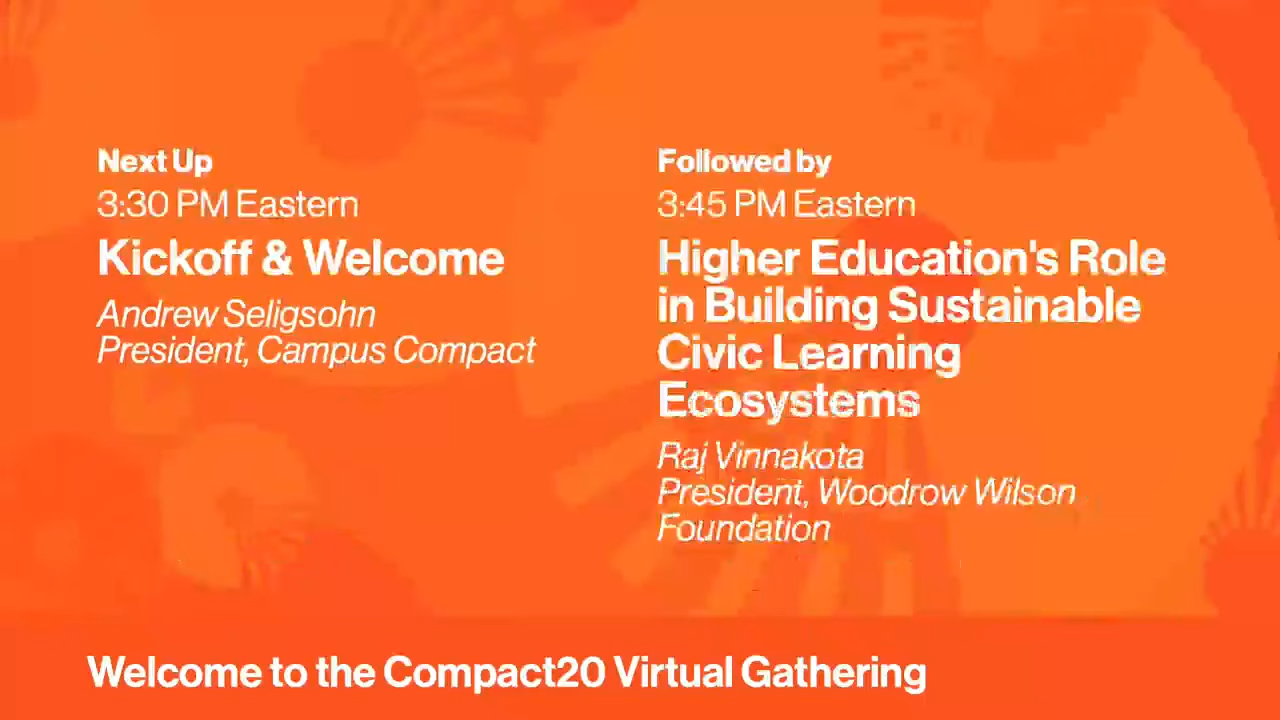 Next Up
3:30 PM Eastern
Kickoff & Welcome
Andrew Seligsohn
President, Campus Compact
Followed by
3:45 PM Eastern
Higher Education's Role
in Building Sustainable
Civic Learning
Ecosystems
Raj Vinnakota
President, Woodrow Wilson
Foundation
Welcome to the Compact20 Virtual Gathering